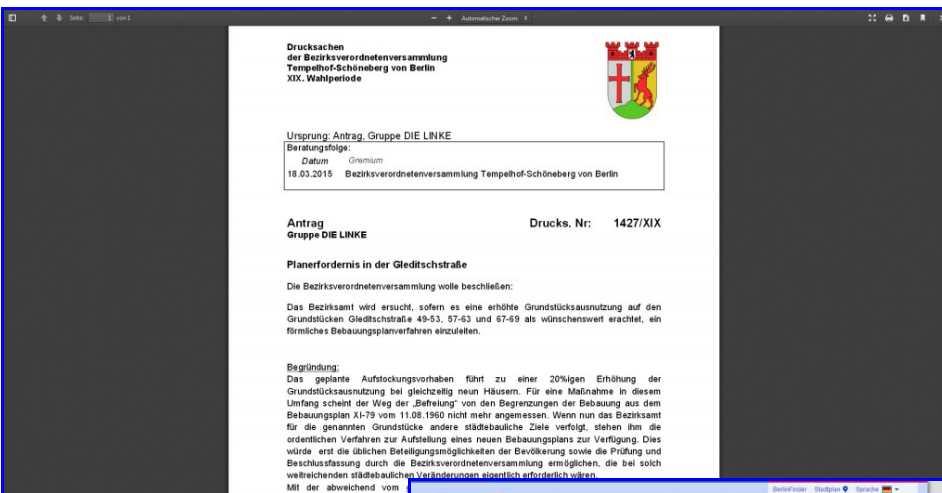 Seite: 1 von 1
− + Automatischer Zoom
Drucksachen
der Bezirksverordnetenversammlung
Tempelhof-Schöneberg von Berlin
XIX. Wahlperiode
Ursprung: Antrag, Gruppe DIE LINKE
Beratungsfolge:
Datum Gremium
18.03.2015 Bezirksverordnetenversammlung Tempelhof-Schöneberg von Berlin
Antrag Drucks. Nr: 1427/XIX
Gruppe DIE LINKE
Planerfordernis in der Gleditschstraße
Die Bezirksverordnetenversammlung wolle beschließen:
Das Bezirksamt wird ersucht, sofern es eine erhöhte Grundstücksausnutzung auf den
Grundstücken Gleditschstraße 49-53, 57-63 und 67-69 als wünschenswert erachtet, ein
förmliches Bebauungsplanverfahren einzuleiten.
Begründung:
Das geplante Aufstockungsvorhaben führt zu einer 20%igen Erhöhung der
Grundstücksausnutzung bei gleichzeitig neun Häusern. Für eine Maßnahme in diesem
Umfang scheint der Weg der „Befreiung“ von den Begrenzungen der Bebauung aus dem
Bebauungsplan XI-79 vom 11.08.1960 nicht mehr angemessen. Wenn nun das Bezirksamt
für die genannten Grundstücke andere städtebauliche Ziele verfolgt, stehen ihm die
ordentlichen Verfahren zur Aufstellung eines neuen Bebauungsplans zur Verfügung. Dies
würde erst die üblichen Beteiligungsmöglichkeiten der Bevölkerung sowie die Prüfung und
Beschlussfassung durch die Bezirksverordnetenversammlung ermöglichen, die bei solch
weitreichenden städtebaulichen Veränderungen eigentlich erforderlich wären.
Mit der abweichend vom
BerlinFinder Stadtplan Sprache